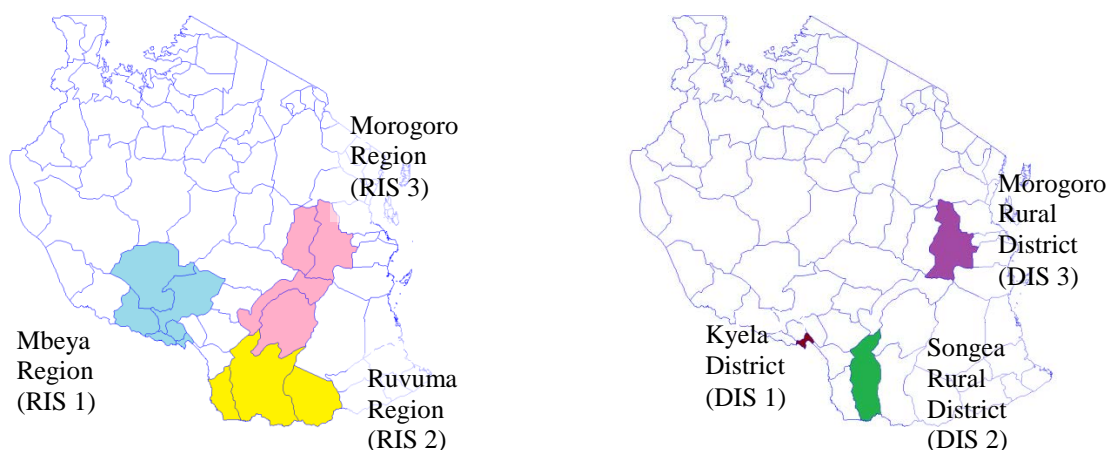 Morogoro
Region
(RIS 3)
Mbeya
Region
(RIS 1)
Ruvuma
Region
(RIS 2)
Morogoro
Rural
District
(DIS 3)
Kyela
District
(DIS 1)
Songea
Rural
District
(DIS 2)